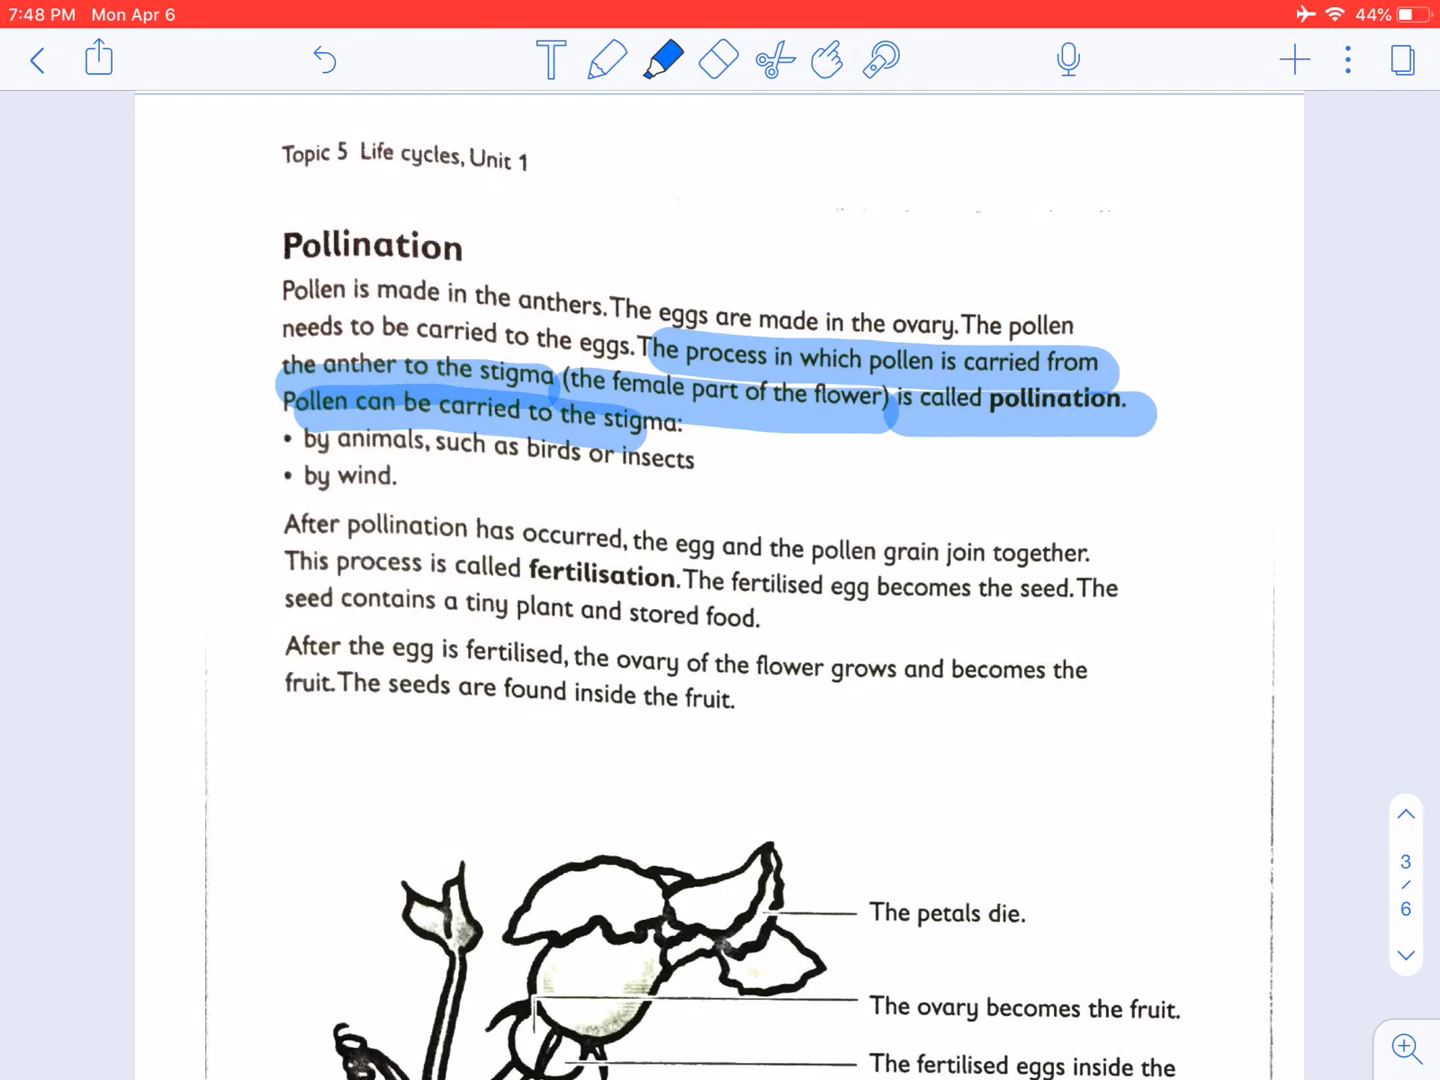 7:48 PM Mon Apr 6
44%
T
Topic 5 Life cycles, Unit 1
Pollination
Pollen is made in the anthers. The eggs are made in the ovary. The pollen
needs to be carried to the eggs. The process in which pollen is carried from
the anther to the stigma (the female part of the flower) is called pollination.
Pollen can be carried to the stigma:
• by animals, such as birds or insects
• by wind.
After pollination has occurred, the egg and the pollen grain join together.
This process is called fertilisation. The fertilised egg becomes the seed. The
seed contains a tiny plant and stored food.
After the egg is fertilised, the ovary of the flower grows and becomes the
fruit. The seeds are found inside the fruit.
The petals die.
The ovary becomes the fruit.
The fertilised eggs inside the
3
/
6